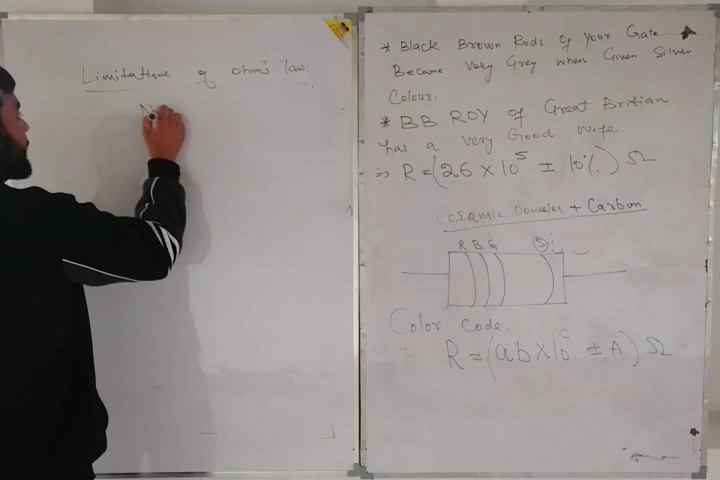 Limitations of ohm's law:
N
* Black Brown Rods Of Your Gate
Became Very Grey when Given Silver
Colour.
* BB ROY of Great Britian
has a very Good Wife.
⇒ R = (26 × 10⁵ ± 10%) Ω
Ceramic Powder + Carbon
R B G Si
Color Code.
R = (ab × 10ᶜ ± A) Ω